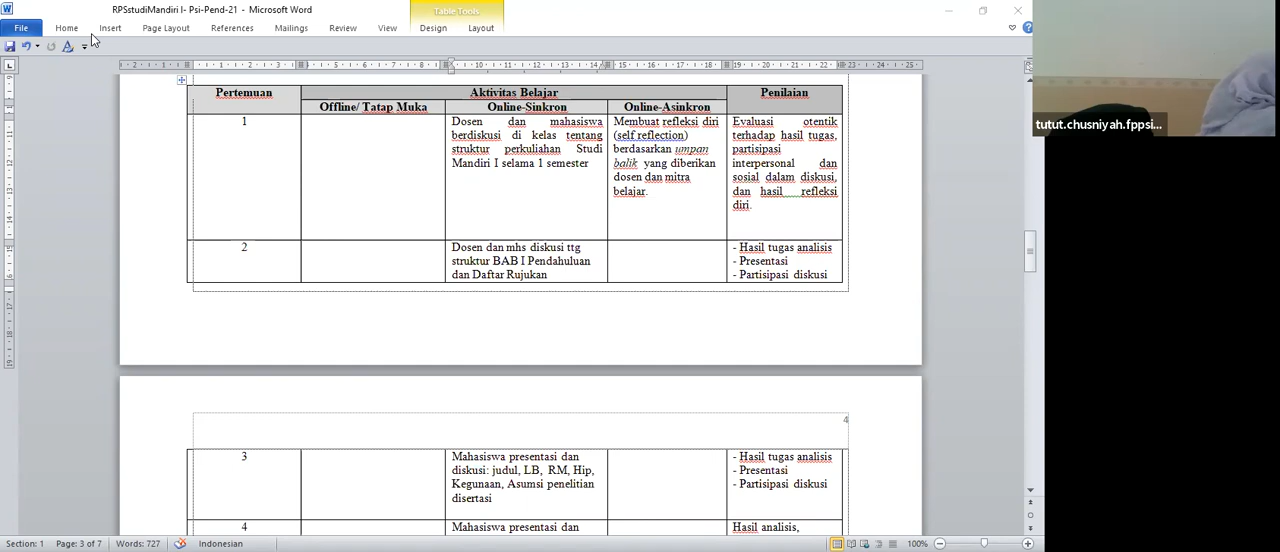 RPSstudiMandiri I- Psi-Pend-21 - Microsoft Word
Table Tools
File Home Insert Page Layout References Mailings Review View Design Layout
Pertemuan Aktivitas Belajar Penilaian
Offline/ Tatap Muka Online-Sinkron Online-Asinkron
1
Dosen dan mahasiswa
berdiskusi di kelas tentang
struktur perkuliahan Studi
Mandiri I selama 1 semester
Membuat refleksi diri
(self reflection)
berdasarkan umpan
balik yang diberikan
dosen dan mitra
belajar.
Evaluasi otentik
terhadap hasil tugas,
partisipasi
interpersonal dan
sosial dalam diskusi,
dan hasil refleksi
diri.
2
Dosen dan mhs diskusi ttg
struktur BAB I Pendahuluan
dan Daftar Rujukan
- Hasil tugas analisis
- Presentasi
- Partisipasi diskusi
4
3
Mahasiswa presentasi dan
diskusi: judul, LB, RM, Hip,
Kegunaan, Asumsi penelitian
disertasi
- Hasil tugas analisis
- Presentasi
- Partisipasi diskusi
4
Mahasiswa presentasi dan
Hasil analisis,
Section: 1 Page: 3 of 7 Words: 727 Indonesian 100%
tutut.chusniyah.fppsi...